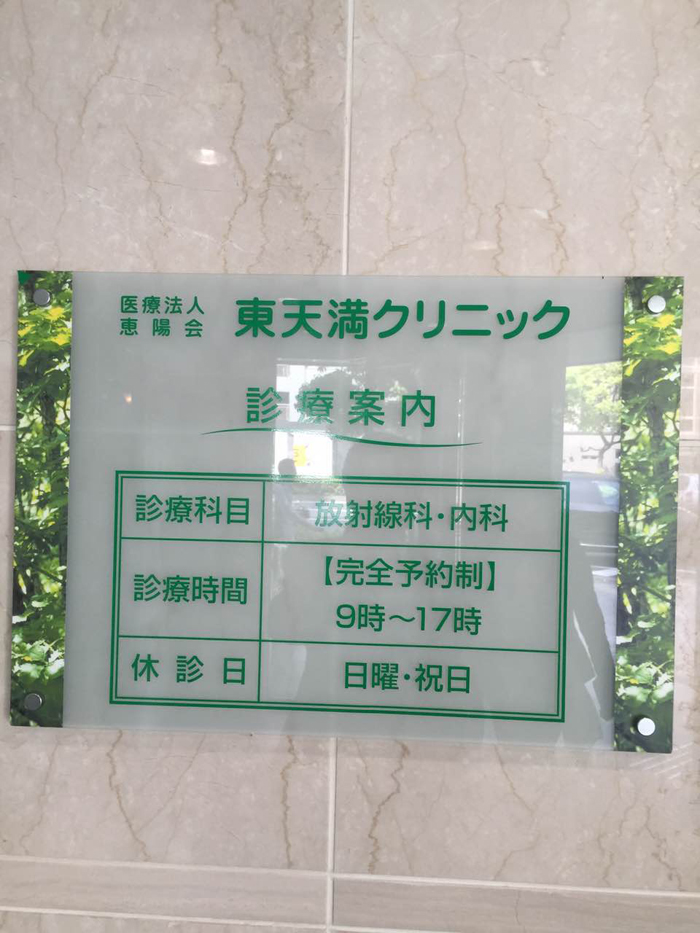 医療法人
恵陽会
東天満クリニック
診療案内
診療科目 放射線科・内科
診療時間 【完全予約制】
9時～17時
休診日 日曜・祝日